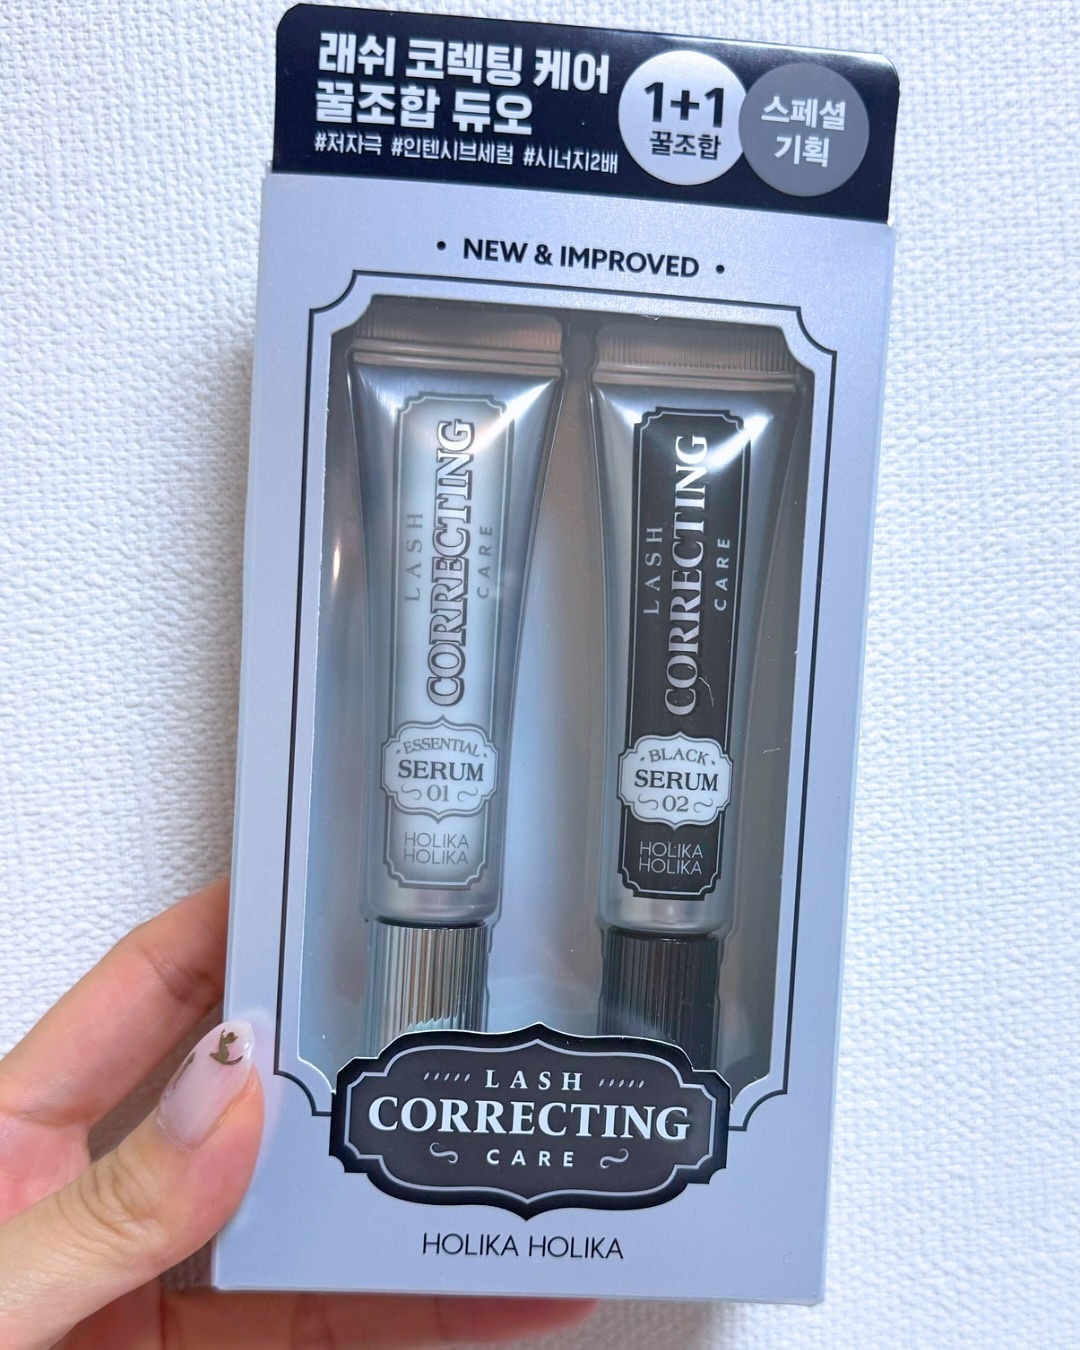 래쉬 코렉팅 케어
꿀조합 듀오
#저자극 #인텐시브세럼 #시너지2배
1+1
꿀조합
스페셜
기획
• NEW & IMPROVED •
LASH
CORRECTING
CARE
ESSENTIAL
SERUM
01
HOLIKA
HOLIKA
LASH
CORRECTING
CARE
BLACK
SERUM
02
HOLIKA
HOLIKA
LASH
CORRECTING
CARE
HOLIKA HOLIKA